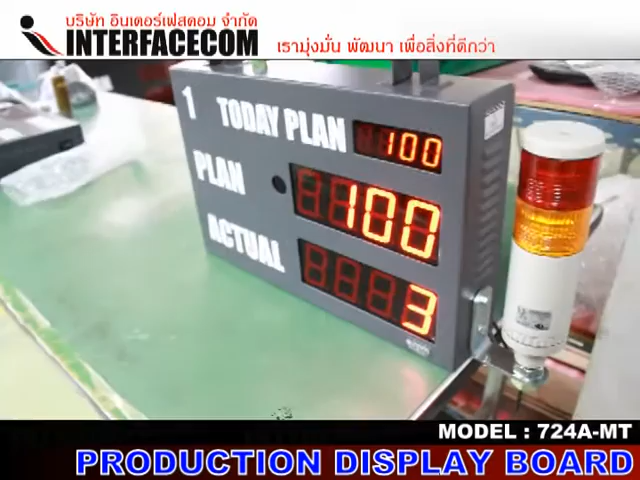 บริษัท อินเตอร์เฟสคอม จำกัด
INTERFACECOM เรามุ่งมั่น พัฒนา เพื่อสิ่งที่ดีกว่า
1 TODAY PLAN 100
PLAN 100
ACTUAL 3
MODEL : 724A-MT
PRODUCTION DISPLAY BOARD